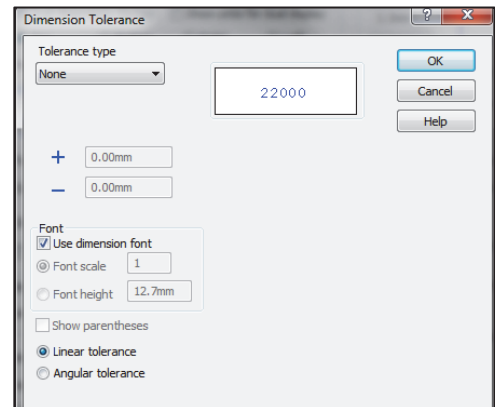 Dimension Tolerance
Tolerance type
None
22000
OK
Cancel
Help
+ 0.00mm
− 0.00mm
Font
Use dimension font
Font scale 1
Font height 12.7mm
Show parentheses
Linear tolerance
Angular tolerance